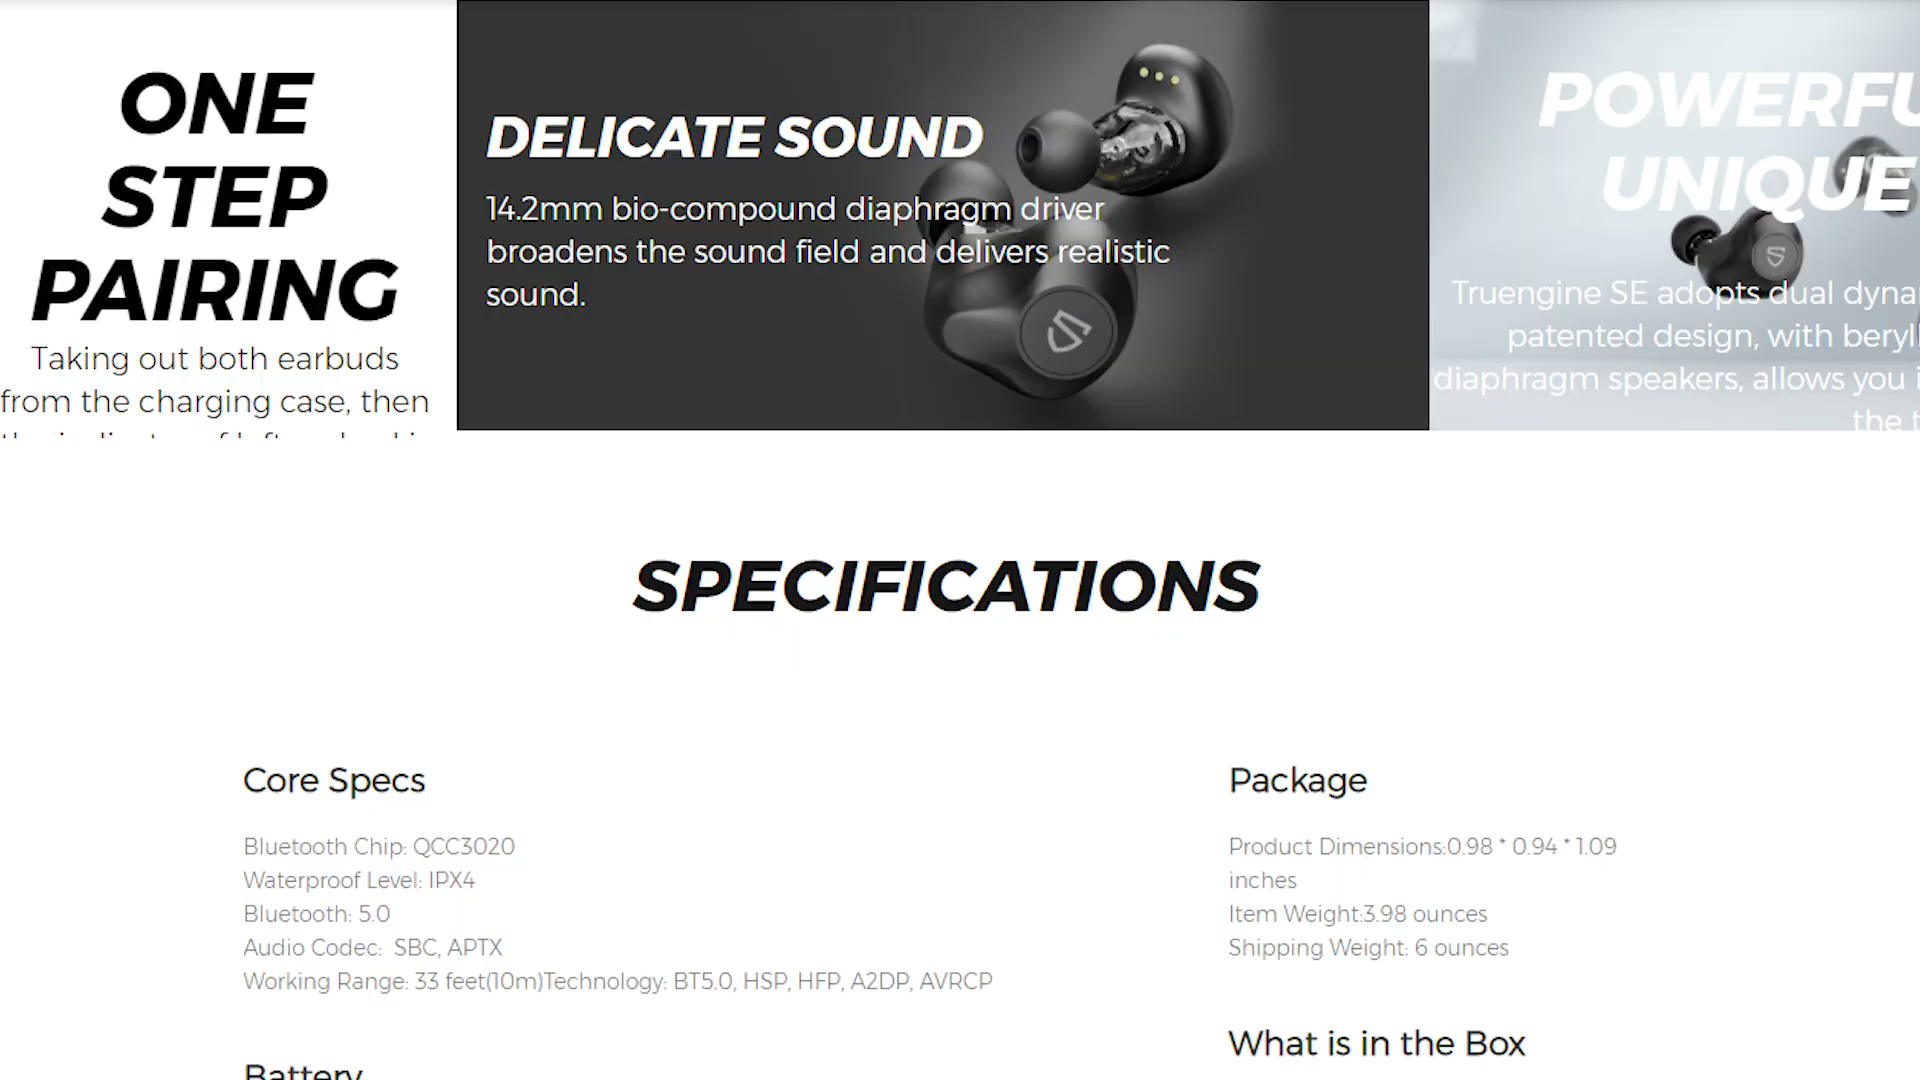 ONE
STEP
PAIRING
Taking out both earbuds
from the charging case, then
DELICATE SOUND
14.2mm bio-compound diaphragm driver
broadens the sound field and delivers realistic
sound.
POWERFU
UNIQUE
Truengine SE adopts dual dyna
patented design, with beryl
diaphragm speakers, allows you i
the t
SPECIFICATIONS
Core Specs
Bluetooth Chip: QCC3020
Waterproof Level: IPX4
Bluetooth: 5.0
Audio Codec:  SBC, APTX
Working Range: 33 feet(10m)Technology: BT5.0, HSP, HFP, A2DP, AVRCP
Battery
Package
Product Dimensions:0.98 * 0.94 * 1.09
inches
Item Weight:3.98 ounces
Shipping Weight: 6 ounces
What is in the Box